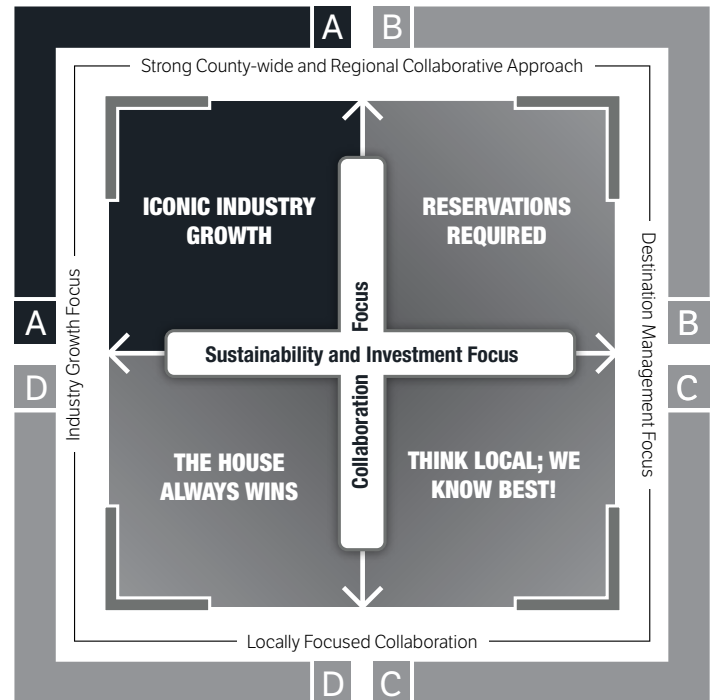 A B
Strong County-wide and Regional Collaborative Approach
ICONIC INDUSTRY
GROWTH
RESERVATIONS
REQUIRED
Industry Growth Focus
Destination Management Focus
A
B
Sustainability and Investment Focus
Collaboration Focus
D
C
THE HOUSE
ALWAYS WINS
THINK LOCAL; WE
KNOW BEST!
Locally Focused Collaboration
D C